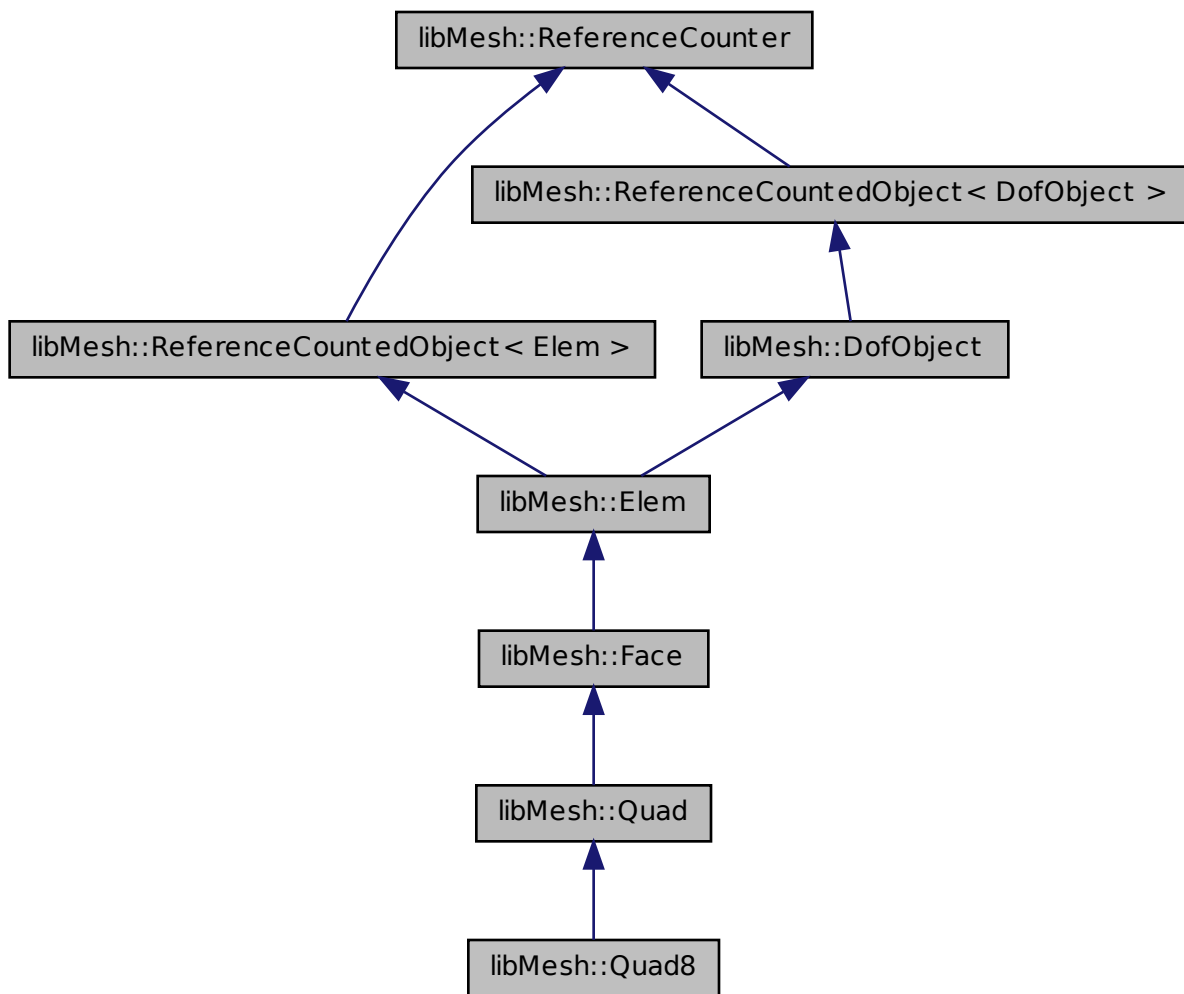 libMesh::ReferenceCounter
libMesh::ReferenceCountedObject< DofObject >
libMesh::ReferenceCountedObject< Elem >
libMesh::DofObject
libMesh::Elem
libMesh::Face
libMesh::Quad
libMesh::Quad8